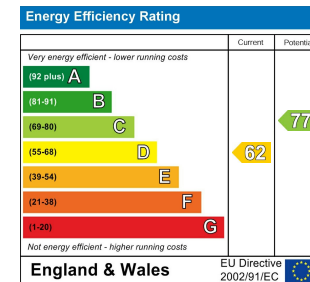 Energy Efficiency Rating
Current Potentia
Very energy efficient - lower running costs
(92 plus) A
(81-91) B
(69-80) C
77
(55-68) D
62
(39-54) E
(21-38) F
(1-20) G
Not energy efficient - higher running costs
England & Wales
EU Directive
2002/91/EC